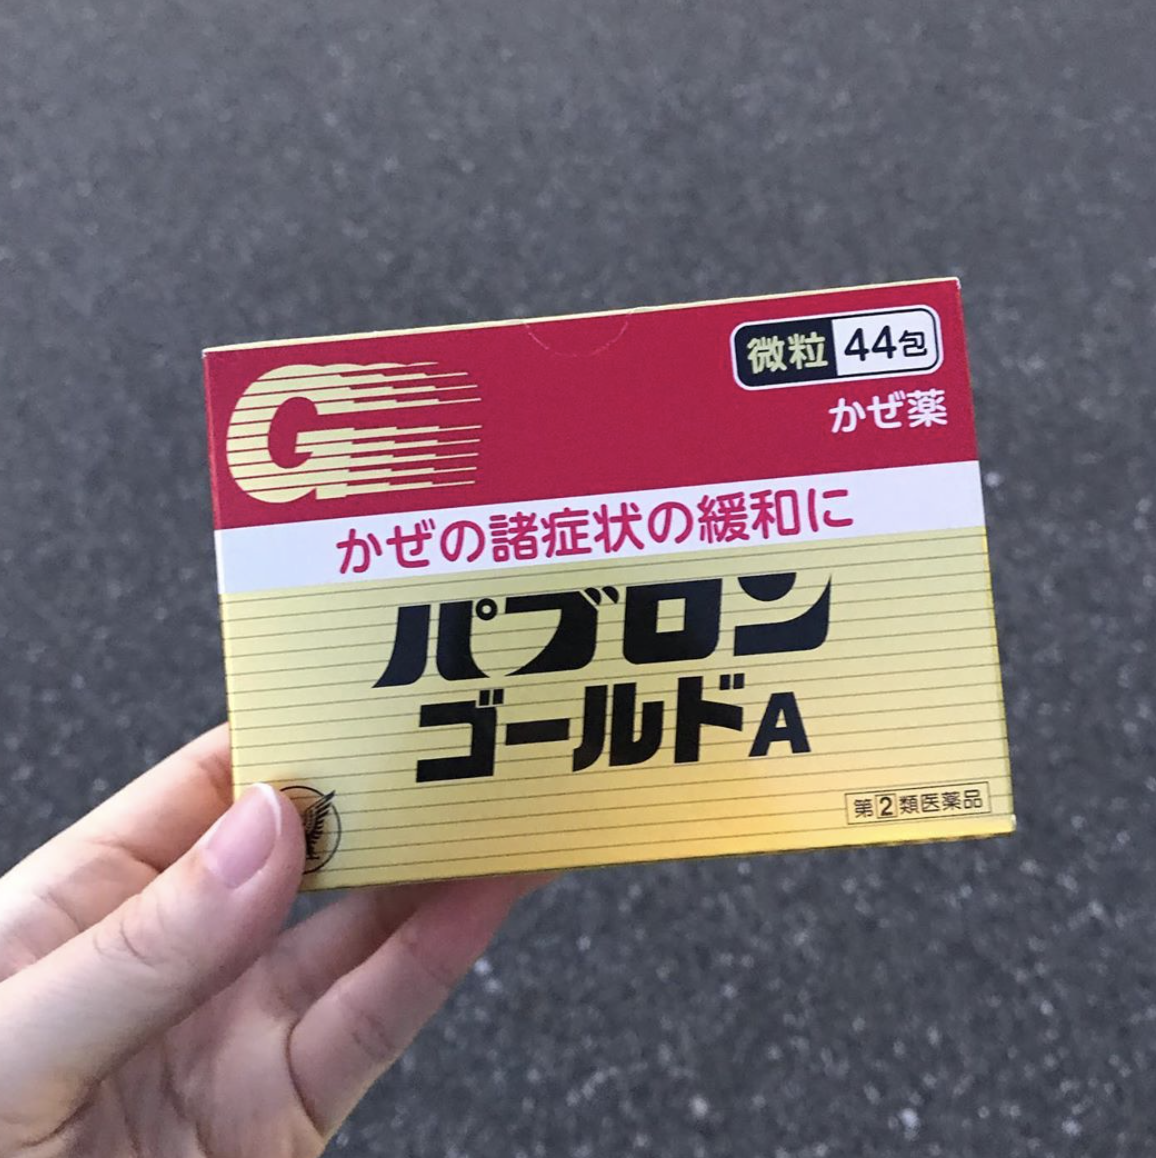 G
微粒 44包
かぜ薬
かぜの諸症状の緩和に
パブロン
ゴールドA
第2類医薬品